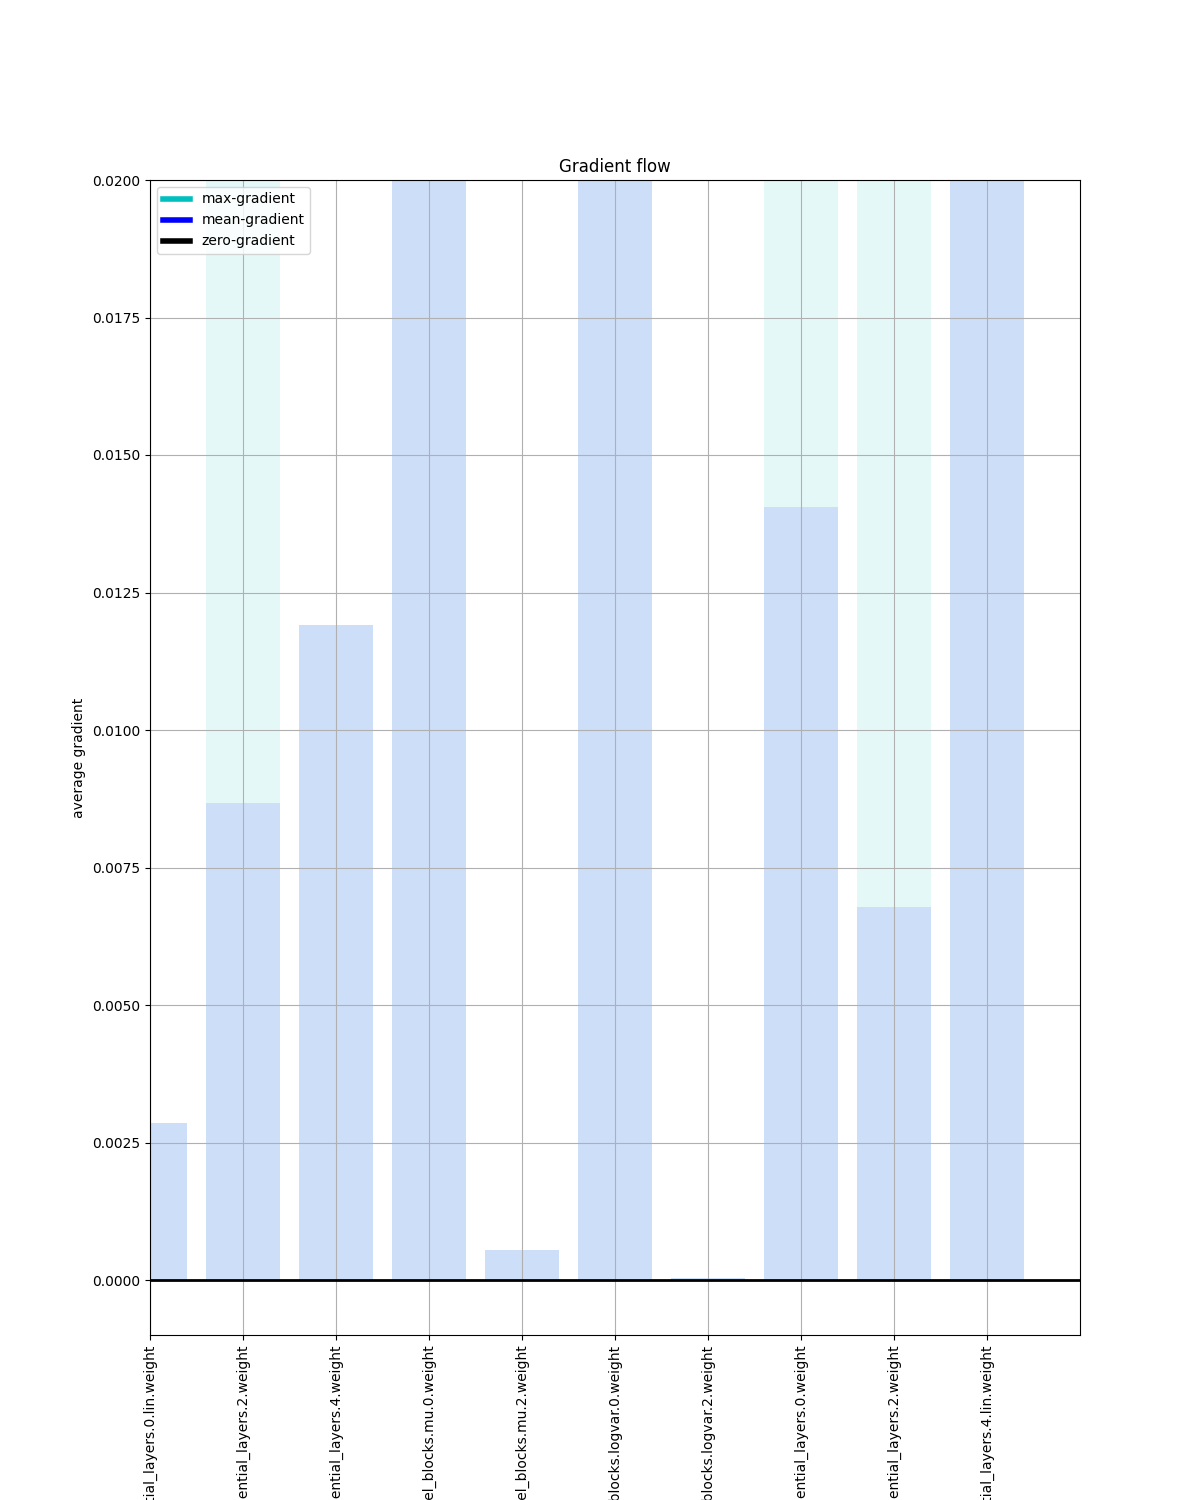 Gradient flow
max-gradient
mean-gradient
zero-gradient
0.0200
0.0175
0.0150
0.0125
0.0100
0.0075
0.0050
0.0025
0.0000
average gradient
tial_layers.0.lin.weight
ential_layers.2.weight
ential_layers.4.weight
el_blocks.mu.0.weight
el_blocks.mu.2.weight
blocks.logvar.0.weight
blocks.logvar.2.weight
ential_layers.0.weight
ential_layers.2.weight
tial_layers.4.lin.weight